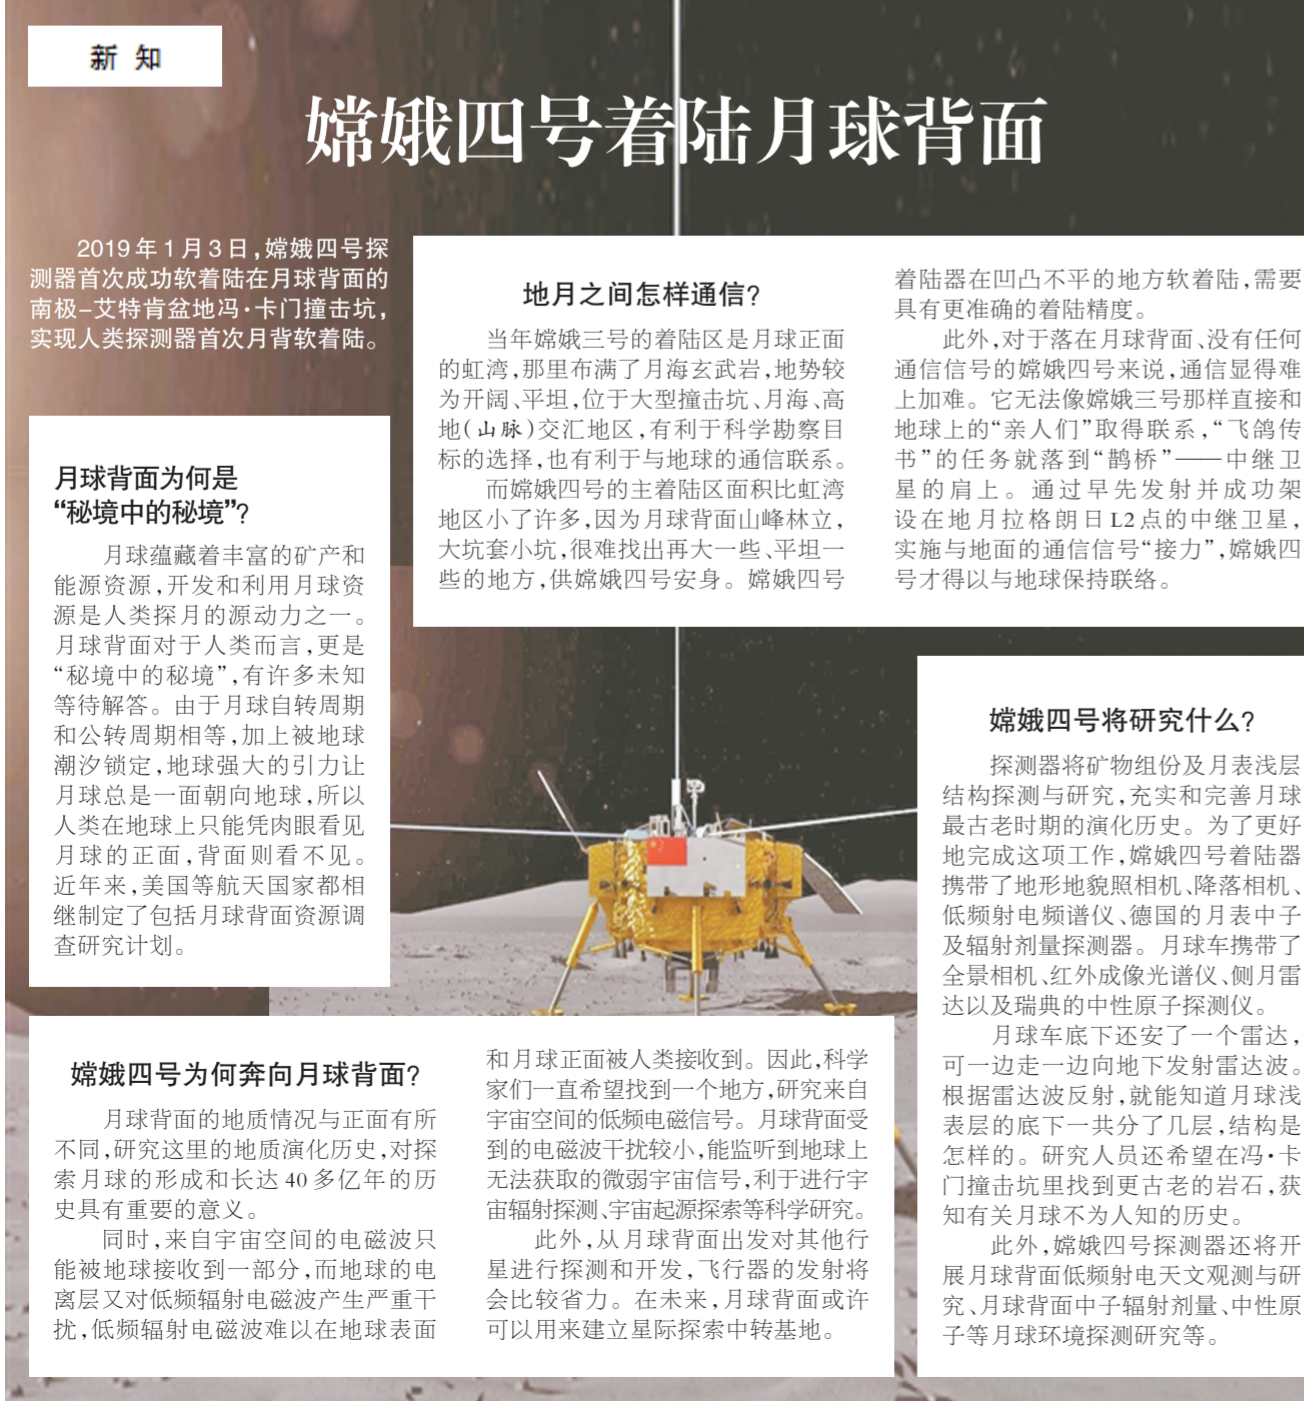 新知
嫦娥四号着陆月球背面
2019年1月3日，嫦娥四号探
测器首次成功软着陆在月球背面的
南极-艾特肯盆地冯·卡门撞击坑，
实现人类探测器首次月背软着陆。
月球背面为何是
“秘境中的秘境”？
月球蕴藏着丰富的矿产和
能源资源，开发和利用月球资
源是人类探月的源动力之一。
月球背面对于人类而言，更是
“秘境中的秘境”，有许多未知
等待解答。由于月球自转周期
和公转周期相等，加上被地球
潮汐锁定，地球强大的引力让
月球总是一面朝向地球，所以
人类在地球上只能凭肉眼看见
月球的正面，背面则看不见。
近年来，美国等航天国家都相
继制定了包括月球背面资源调
查研究计划。
地月之间怎样通信？
当年嫦娥三号的着陆区是月球正面
的虹湾，那里布满了月海玄武岩，地势较
为开阔、平坦，位于大型撞击坑、月海、高
地（山脉）交汇地区，有利于科学勘察目
标的选择，也有利于与地球的通信联系。
而嫦娥四号的主着陆区面积比虹湾
地区小了许多，因为月球背面山峰林立，
大坑套小坑，很难找出再大一些、平坦一
些的地方，供嫦娥四号安身。嫦娥四号
着陆器在凹凸不平的地方软着陆，需要
具有更准确的着陆精度。
此外，对于落在月球背面、没有任何
通信信号的嫦娥四号来说，通信显得难
上加难。它无法像嫦娥三号那样直接和
地球上的“亲人们”取得联系，“飞鸽传
书”的任务就落到“鹊桥”——中继卫
星的肩上。通过早先发射并成功架
设在地月拉格朗日L2点的中继卫星，
实施与地面的通信信号“接力”，嫦娥四
号才得以与地球保持联络。
嫦娥四号为何奔向月球背面？
月球背面的地质情况与正面有所
不同，研究这里的地质演化历史，对探
索月球的形成和长达40多亿年的历
史具有重要的意义。
同时，来自宇宙空间的电磁波只
能被地球接收到一部分，而地球的电
离层又对低频辐射电磁波产生严重干
扰，低频辐射电磁波难以在地球表面
和月球正面被人类接收到。因此，科学
家们一直希望找到一个地方，研究来自
宇宙空间的低频电磁信号。月球背面受
到的电磁波干扰较小，能监听到地球上
无法获取的微弱宇宙信号，利于进行宇
宙辐射探测、宇宙起源探索等科学研究。
此外，从月球背面出发对其他行
星进行探测和开发，飞行器的发射将
会比较省力。在未来，月球背面或许
可以用来建立星际探索中转基地。
嫦娥四号将研究什么？
探测器将矿物组份及月表浅层
结构探测与研究，充实和完善月球
最古老时期的演化历史。为了更好
地完成这项工作，嫦娥四号着陆器
携带了地形地貌照相机、降落相机、
低频射电频谱仪、德国的月表中子
及辐射剂量探测器。月球车携带了
全景相机、红外成像光谱仪、侧月雷
达以及瑞典的中性原子探测仪。
月球车底下还安了一个雷达，
可一边走一边向地下发射雷达波。
根据雷达波反射，就能知道月球浅
表层的底下一共分了几层，结构是
怎样的。研究人员还希望在冯·卡
门撞击坑里找到更古老的岩石，获
知有关月球不为人知的历史。
此外，嫦娥四号探测器还将开
展月球背面低频射电天文观测与研
究、月球背面中子辐射剂量、中性原
子等月球环境探测研究等。